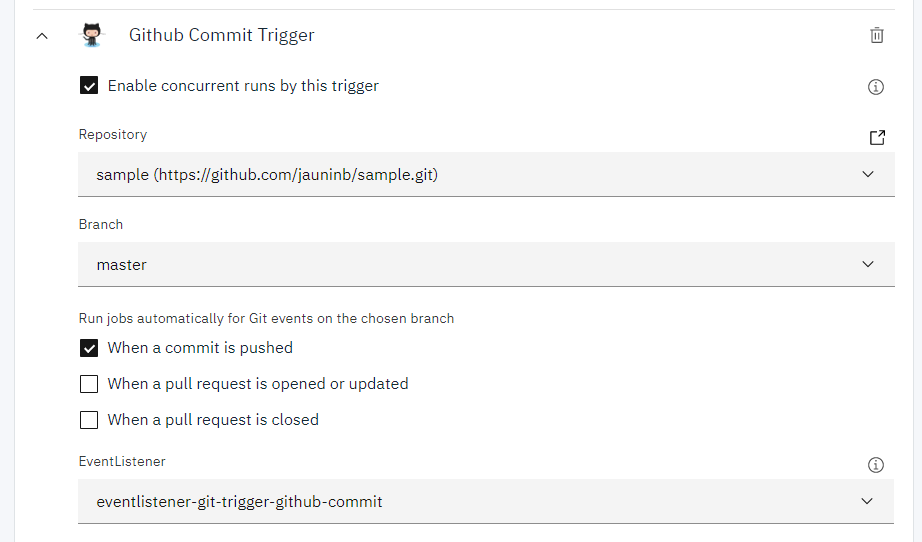 Github Commit Trigger
Enable concurrent runs by this trigger
Repository
sample (https://github.com/jauninb/sample.git)
Branch
master
Run jobs automatically for Git events on the chosen branch
When a commit is pushed
When a pull request is opened or updated
When a pull request is closed
EventListener
eventlistener-git-trigger-github-commit